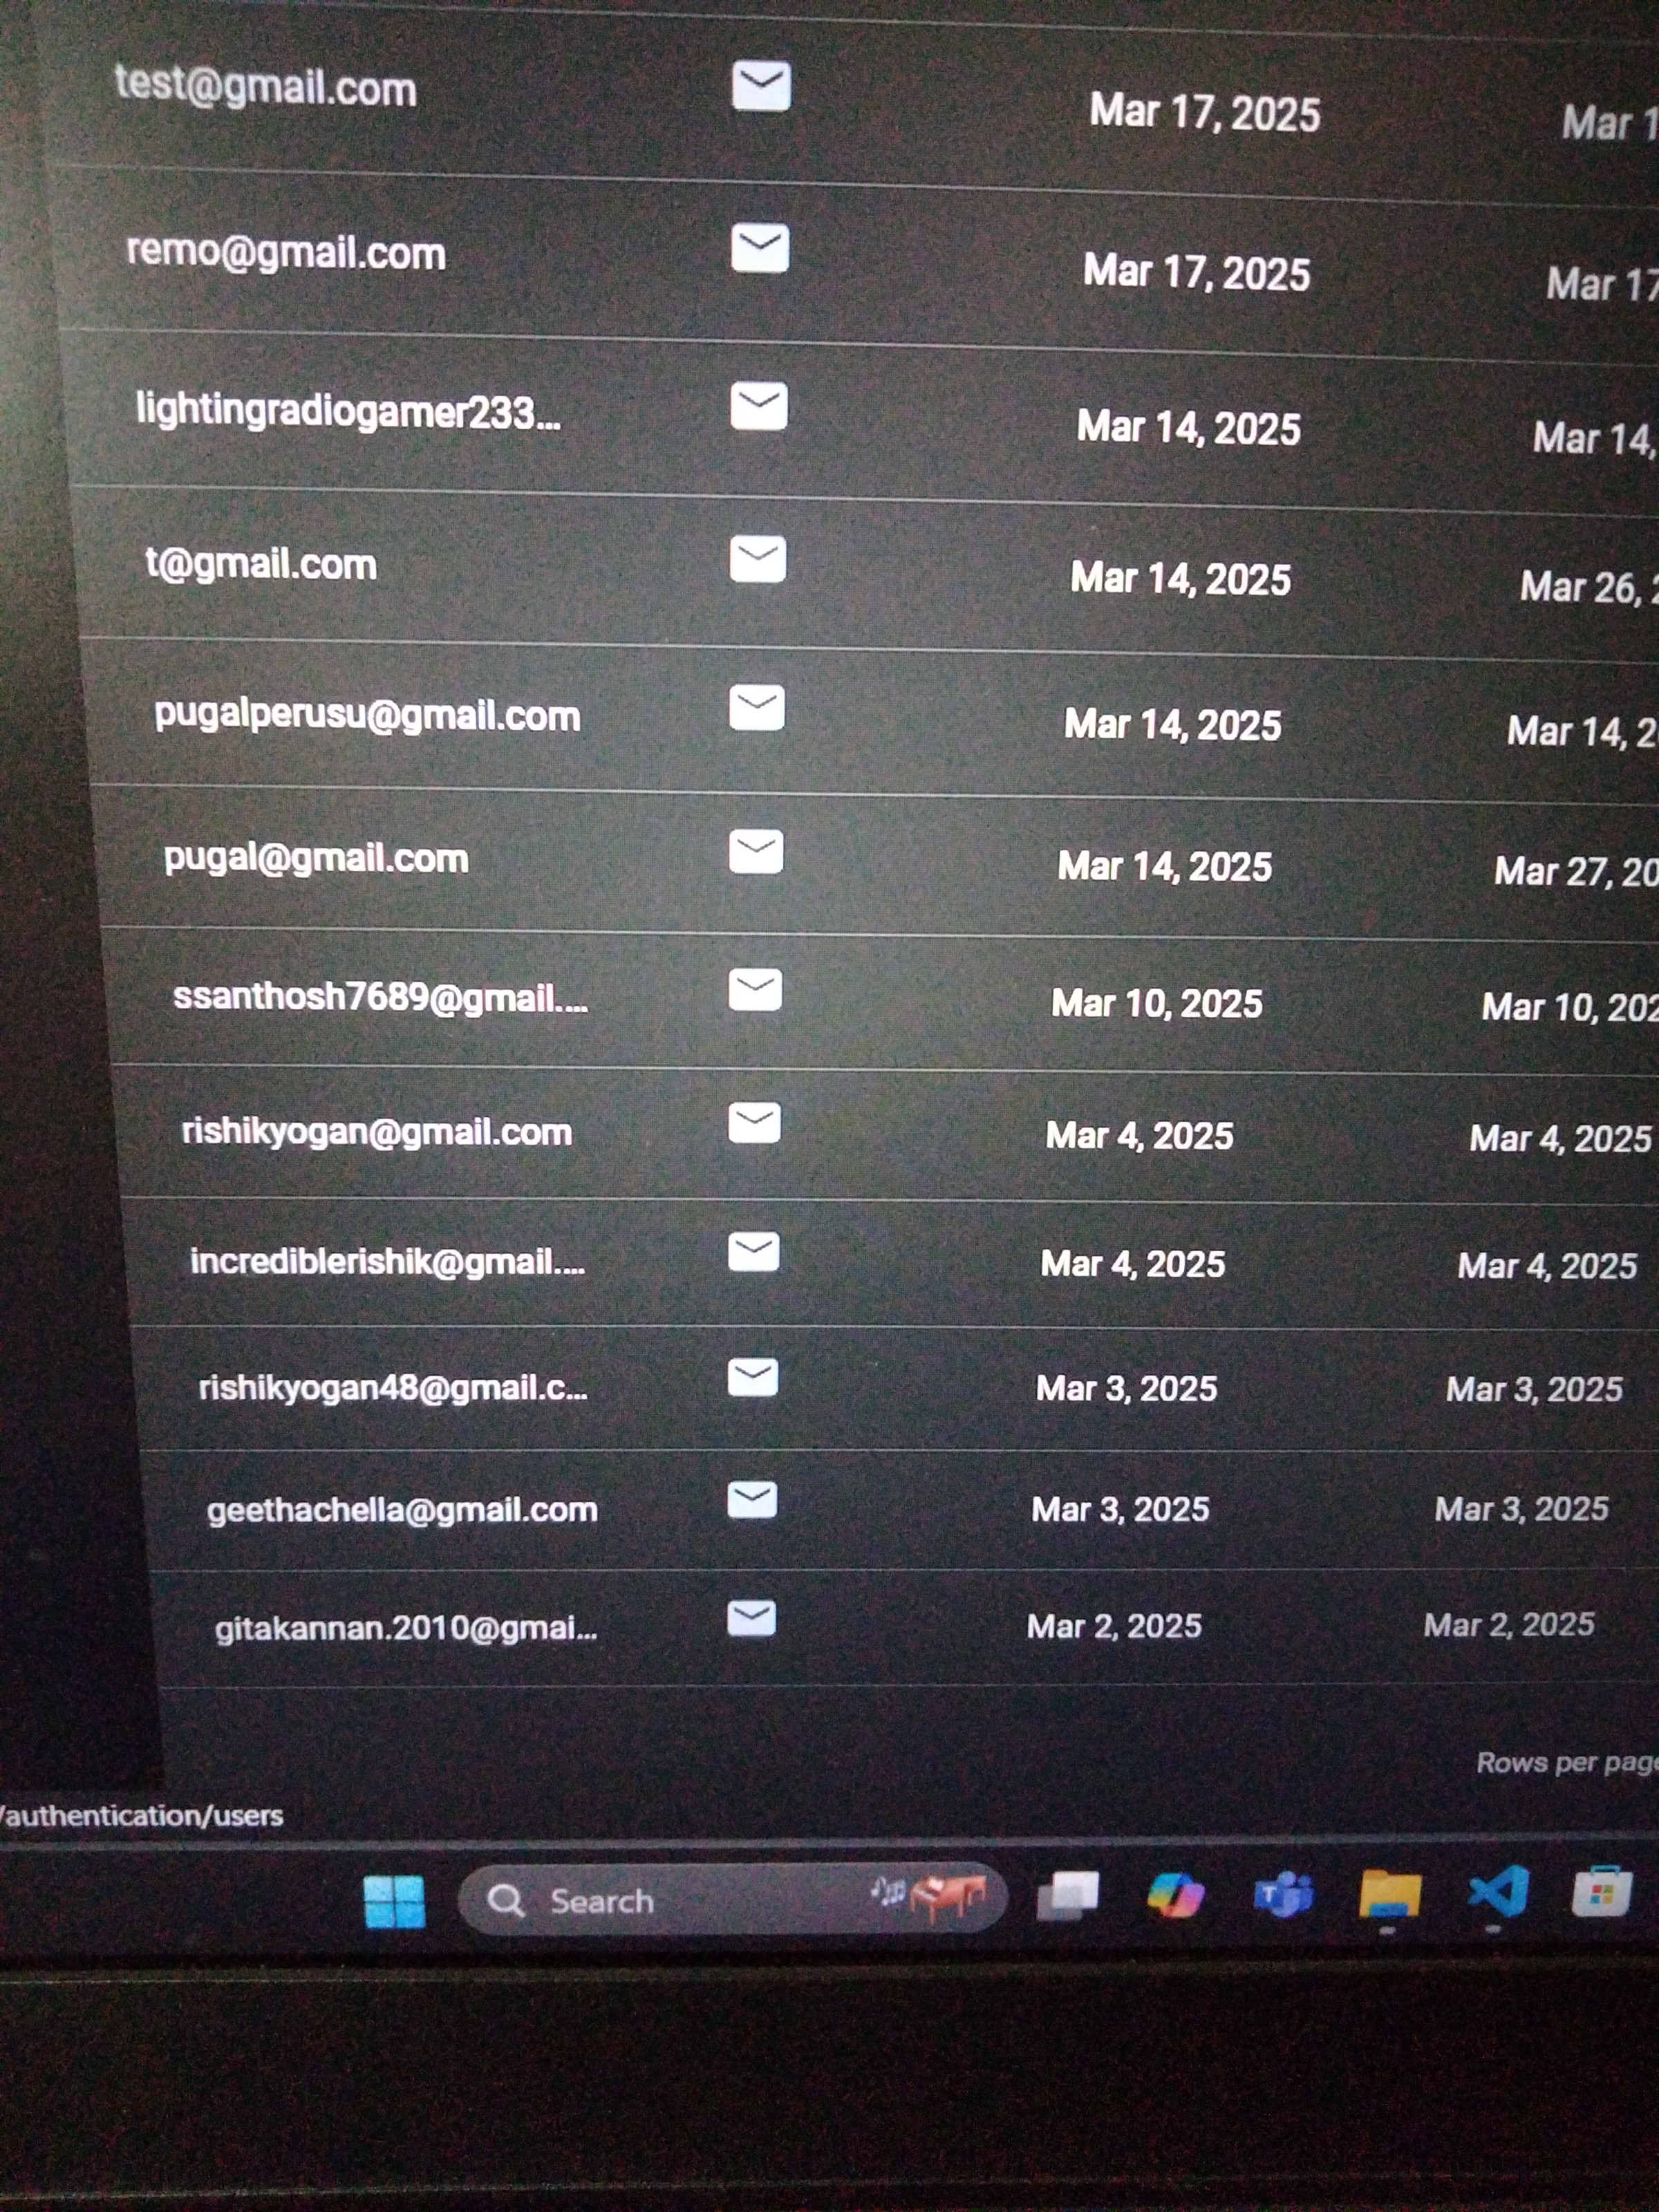 test@gmail.com Mar 17, 2025 Mar 1
remo@gmail.com Mar 17, 2025 Mar 17
lightingradiogamer233... Mar 14, 2025 Mar 14,
t@gmail.com Mar 14, 2025 Mar 26, 2
pugalperusu@gmail.com Mar 14, 2025 Mar 14, 2
pugal@gmail.com Mar 14, 2025 Mar 27, 20
ssanthosh7689@gmail.... Mar 10, 2025 Mar 10, 202
rishikyogan@gmail.com Mar 4, 2025 Mar 4, 2025
incrediblerishik@gmail.... Mar 4, 2025 Mar 4, 2025
rishikyogan48@gmail.c... Mar 3, 2025 Mar 3, 2025
geethachella@gmail.com Mar 3, 2025 Mar 3, 2025
gitakannan.2010@gmai... Mar 2, 2025 Mar 2, 2025
Rows per page
/authentication/users
Search